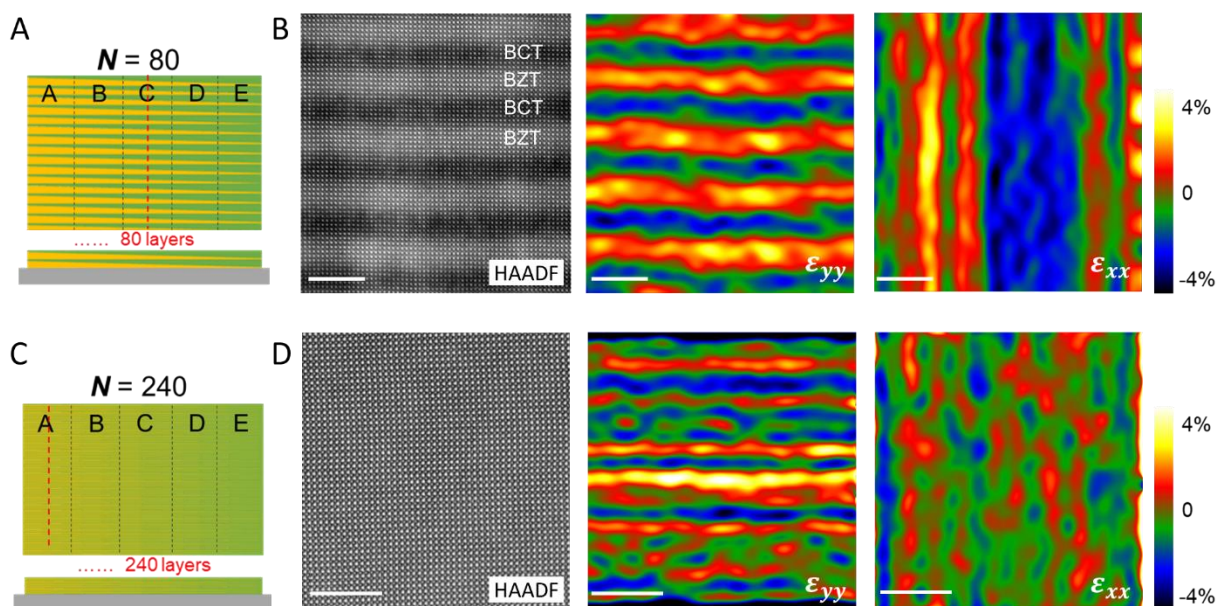 A
N = 80
A B C D E
...... 80 layers
B
BCT
BZT
BCT
BZT
HAADF
εyy
εxx
4%
0
-4%
C
N = 240
A B C D E
...... 240 layers
D
HAADF
εyy
εxx
4%
0
-4%